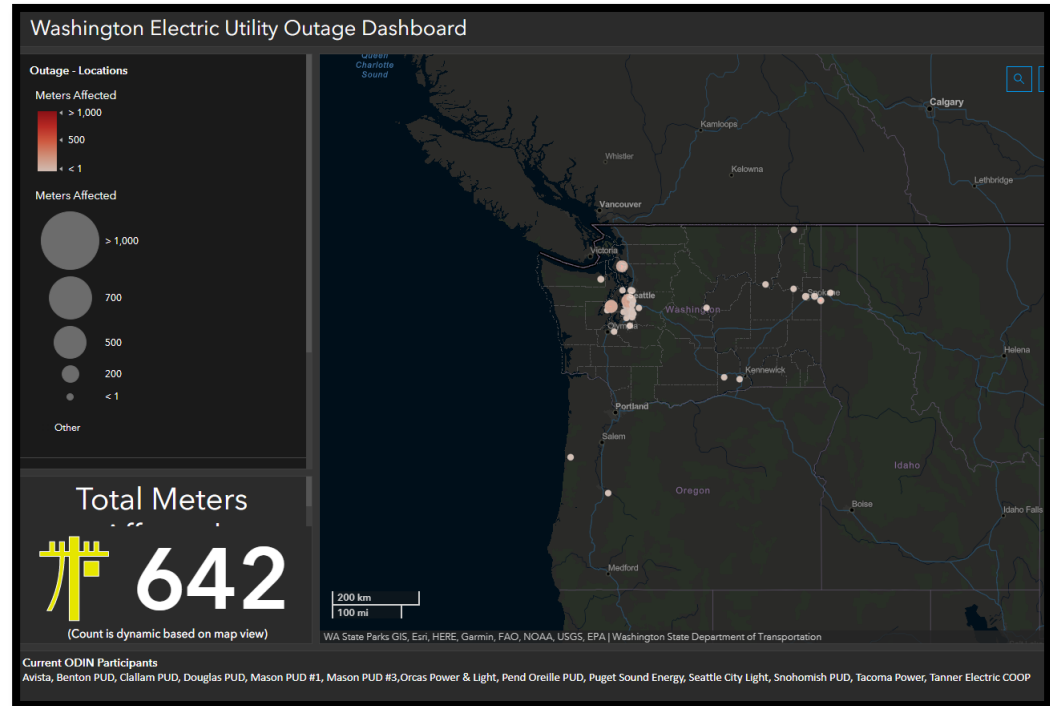 Washington Electric Utility Outage Dashboard
Outage - Locations
Meters Affected
> 1,000
500
< 1
Meters Affected
> 1,000
700
500
200
< 1
Other
Total Meters
642
(Count is dynamic based on map view)
Queen
Charlotte
Sound
Calgary
Kamloops
Whistler
Kelowna
Lethbridge
Vancouver
Victoria
Seattle
Spokane
Washington
Olympia
Kennewick
Helena
Portland
Salem
Idaho
Oregon
Boise
Idaho Falls
Medford
200 km
100 mi
WA State Parks GIS, Esri, HERE, Garmin, FAO, NOAA, USGS, EPA | Washington State Department of Transportation
Current ODIN Participants
Avista, Benton PUD, Clallam PUD, Douglas PUD, Mason PUD #1, Mason PUD #3,Orcas Power & Light, Pend Oreille PUD, Puget Sound Energy, Seattle City Light, Snohomish PUD, Tacoma Power, Tanner Electric COOP